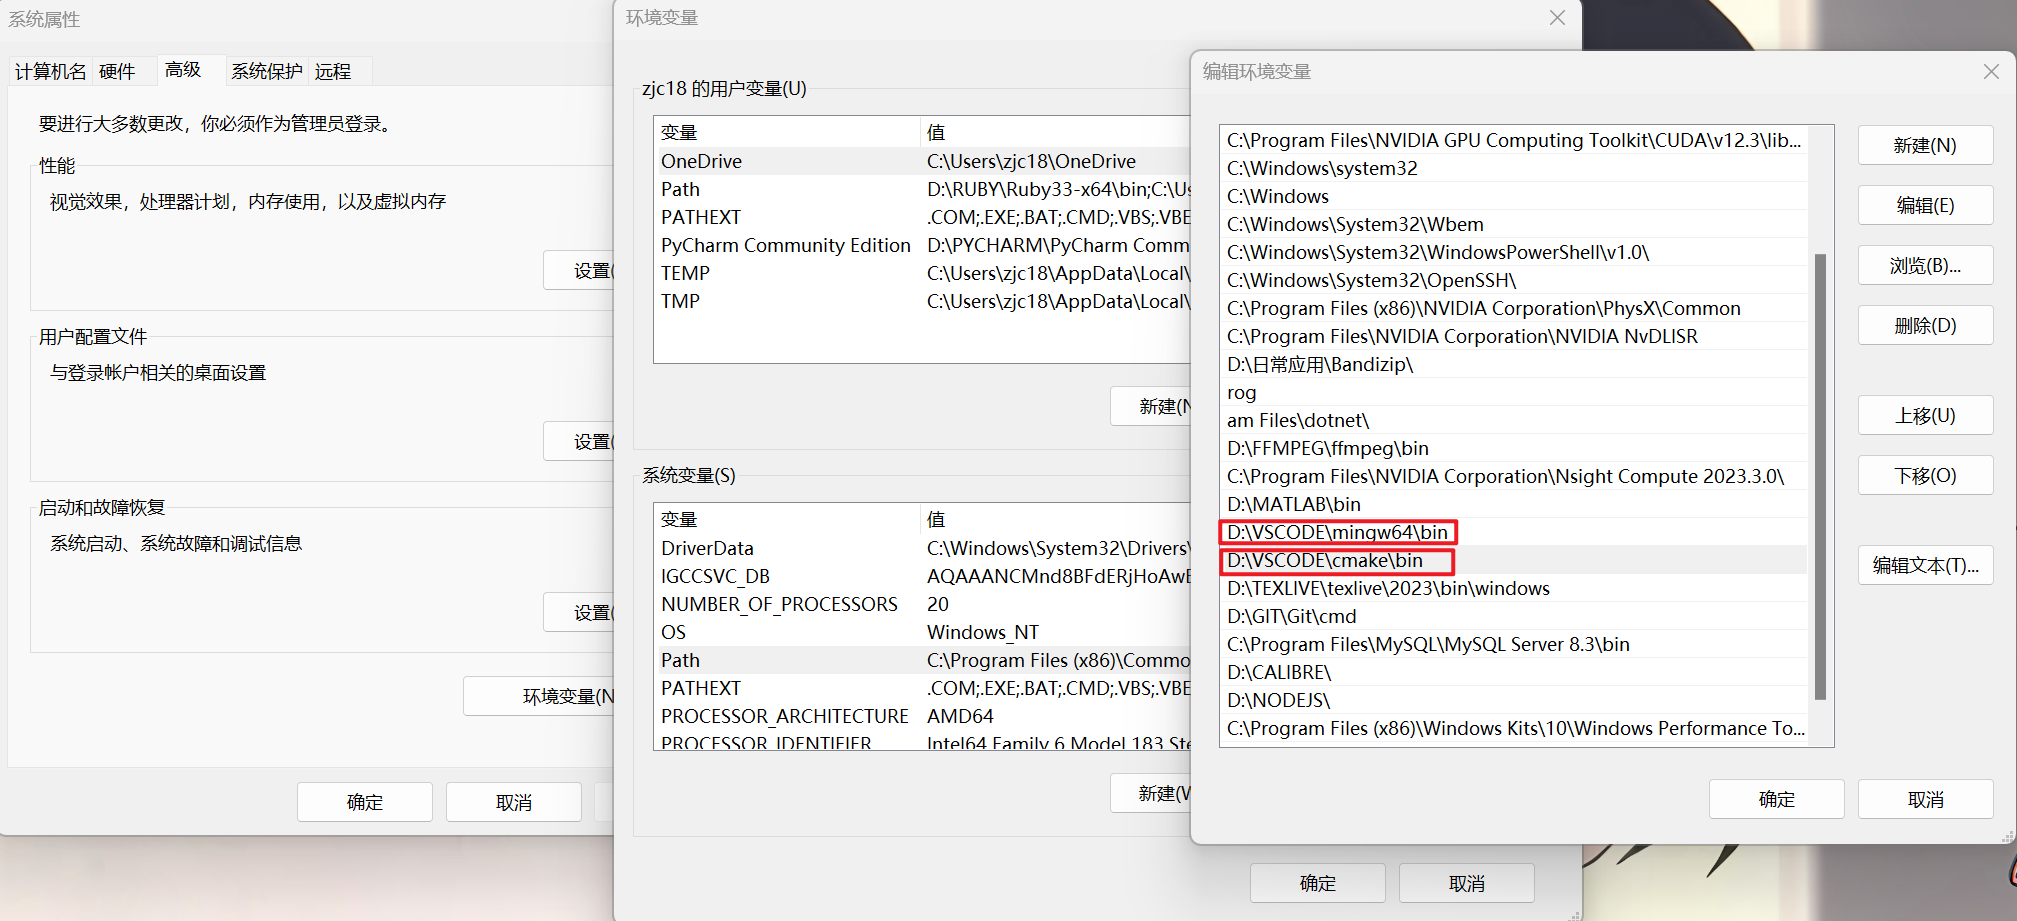 系统属性
计算机名
硬件
高级
系统保护
远程
要进行大多数更改，你必须作为管理员登录。
性能
视觉效果，处理器计划，内存使用，以及虚拟内存
设置(
用户配置文件
与登录帐户相关的桌面设置
设置(
启动和故障恢复
系统启动、系统故障和调试信息
设置(
环境变量(N
确定
取消
环境变量
zjc18 的用户变量(U)
变量 值
OneDrive C:\Users\zjc18\OneDrive
Path D:\RUBY\Ruby33-x64\bin;C:\Us
PATHEXT .COM;.EXE;.BAT;.CMD;.VBS;.VBE
PyCharm Community Edition D:\PYCHARM\PyCharm Comm
TEMP C:\Users\zjc18\AppData\Local\
TMP C:\Users\zjc18\AppData\Local\
新建(N
系统变量(S)
变量 值
DriverData C:\Windows\System32\Drivers\
IGCCSVC_DB AQAAANCMnd8BFdERjHoAwE
NUMBER_OF_PROCESSORS 20
OS Windows_NT
Path C:\Program Files (x86)\Commo
PATHEXT .COM;.EXE;.BAT;.CMD;.VBS;.VBE
PROCESSOR_ARCHITECTURE AMD64
PROCESSOR_IDENTIFIER Intel64 Family 6 Model 183 Ste
新建(W
确定
取消
编辑环境变量
C:\Program Files\NVIDIA GPU Computing Toolkit\CUDA\v12.3\lib...
C:\Windows\system32
C:\Windows
C:\Windows\System32\Wbem
C:\Windows\System32\WindowsPowerShell\v1.0\
C:\Windows\System32\OpenSSH\
C:\Program Files (x86)\NVIDIA Corporation\PhysX\Common
C:\Program Files\NVIDIA Corporation\NVIDIA NvDLISR
D:\日常应用\Bandizip\
rog
am Files\dotnet\
D:\FFMPEG\ffmpeg\bin
C:\Program Files\NVIDIA Corporation\Nsight Compute 2023.3.0\
D:\MATLAB\bin
D:\VSCODE\mingw64\bin
D:\VSCODE\cmake\bin
D:\TEXLIVE\texlive\2023\bin\windows
D:\GIT\Git\cmd
C:\Program Files\MySQL\MySQL Server 8.3\bin
D:\CALIBRE\
D:\NODEJS\
C:\Program Files (x86)\Windows Kits\10\Windows Performance To...
新建(N)
编辑(E)
浏览(B)...
删除(D)
上移(U)
下移(O)
编辑文本(T)...
确定
取消